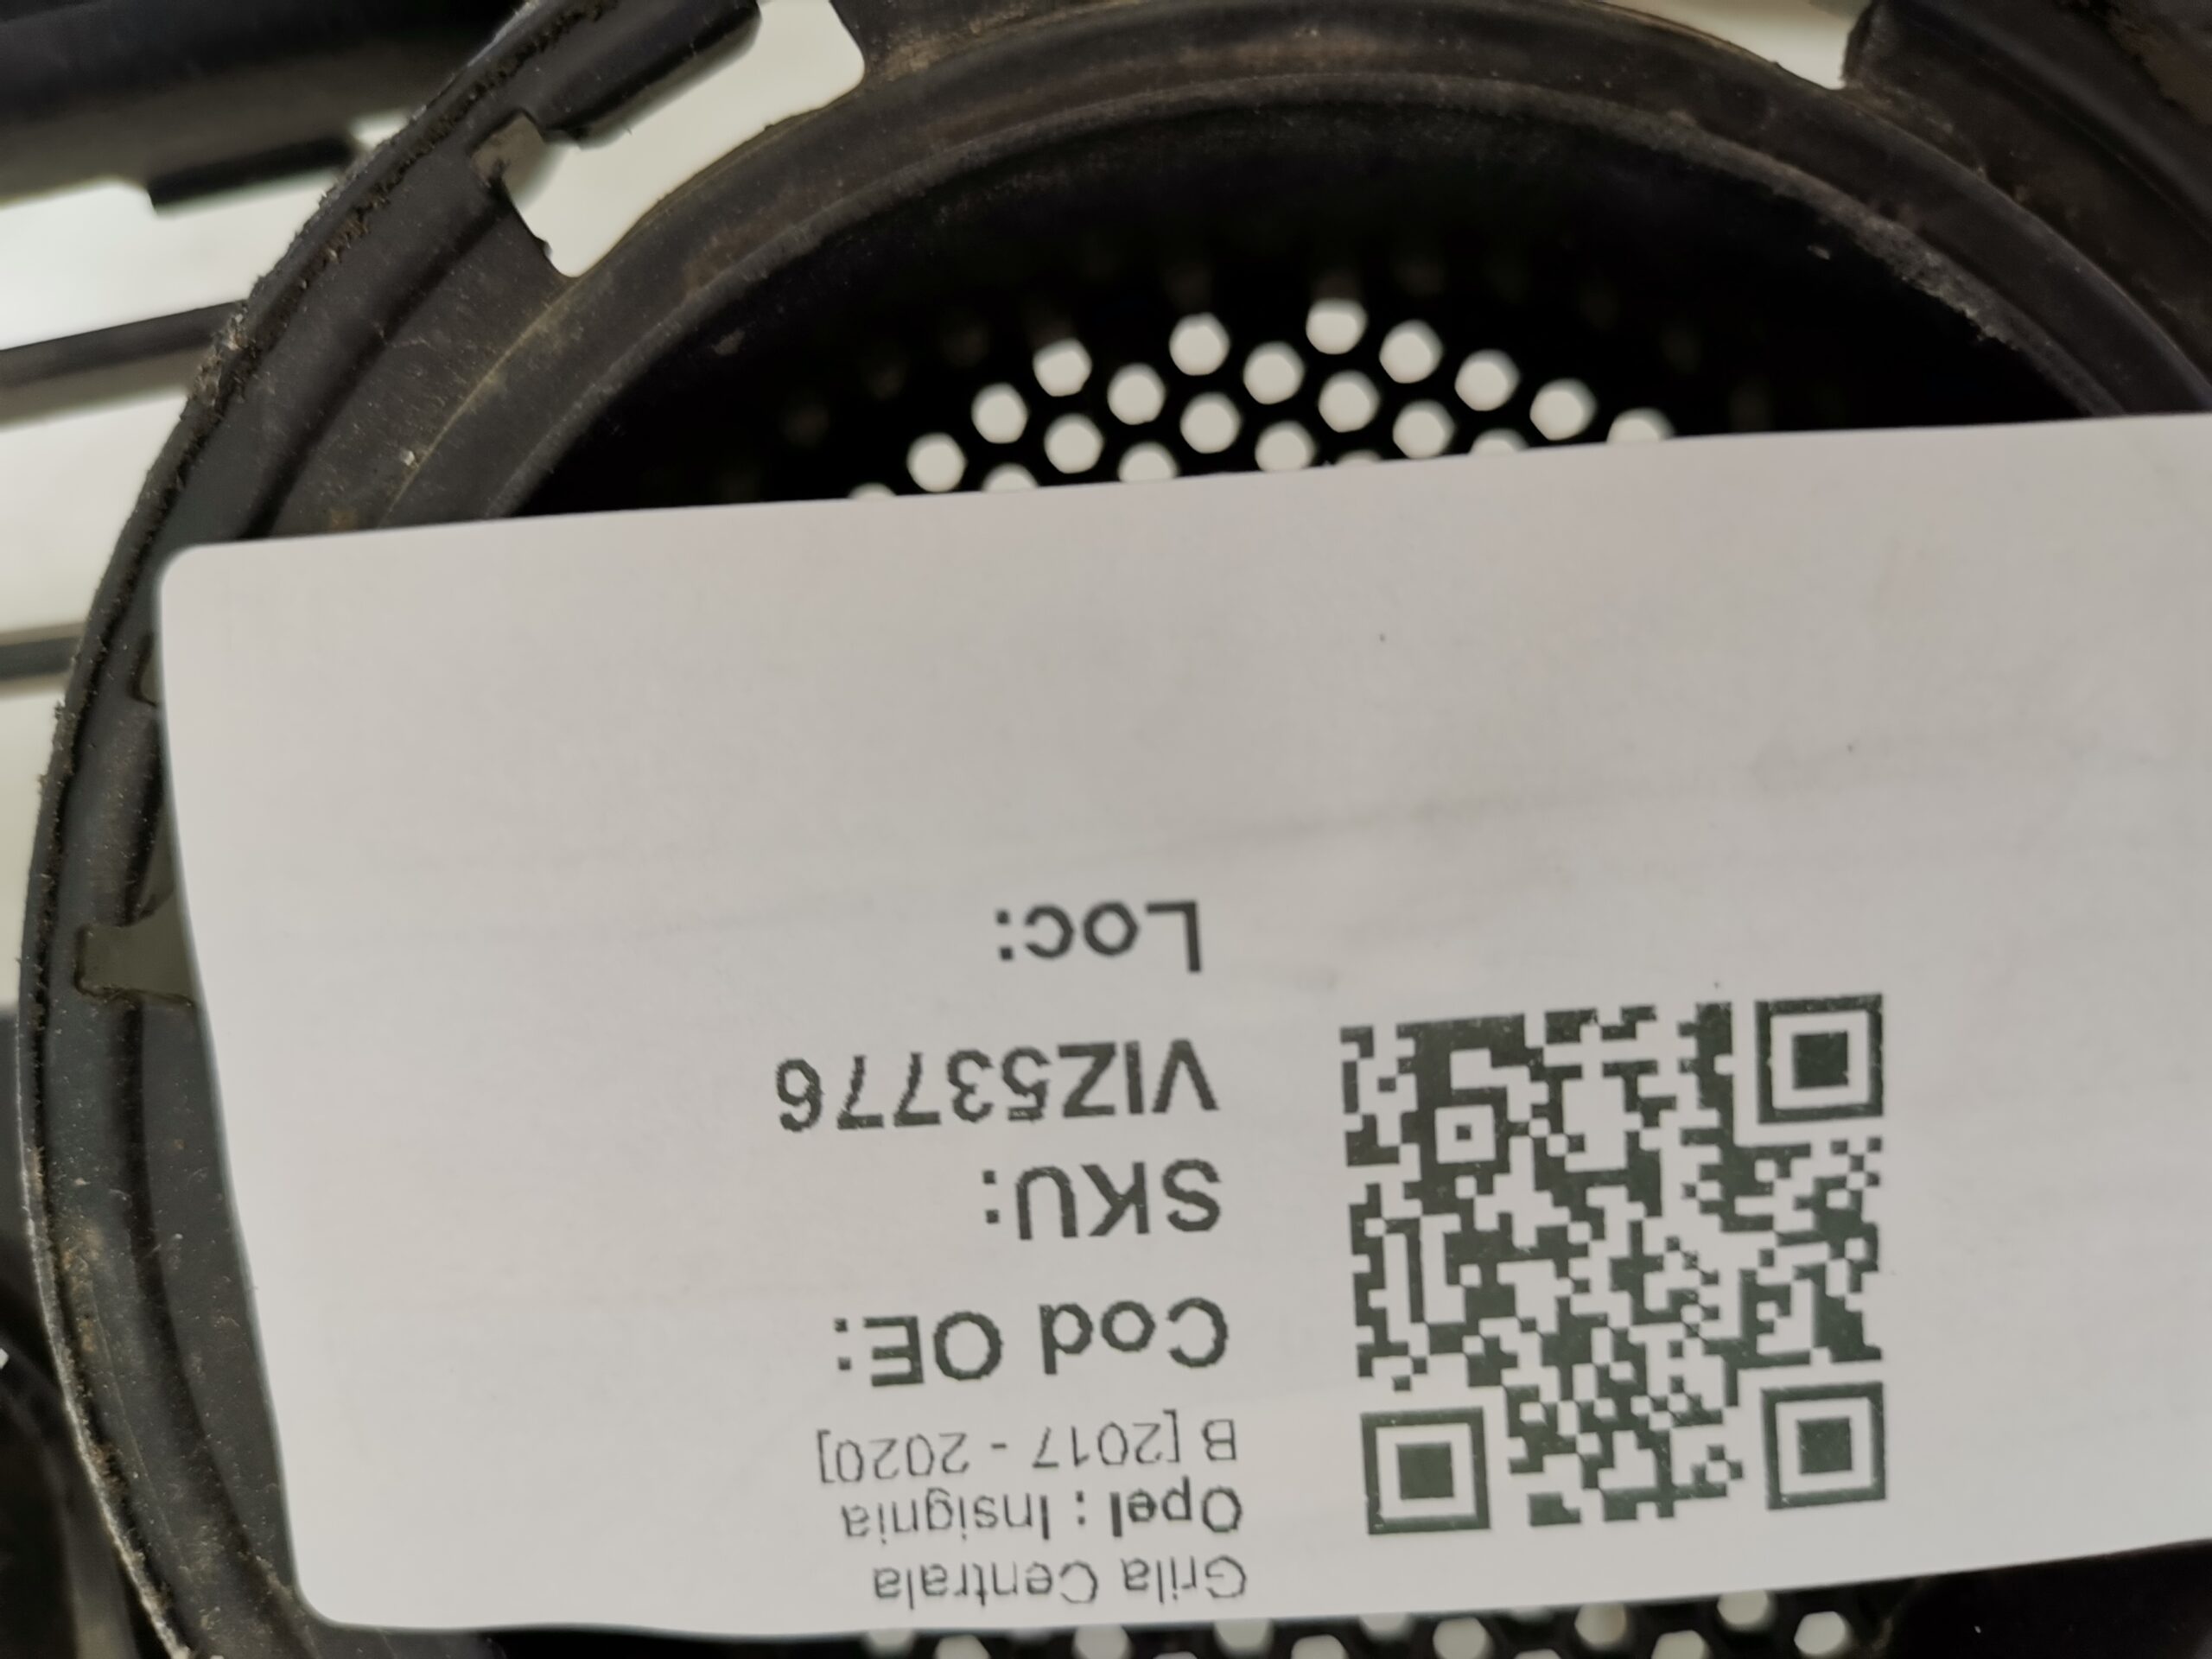 Grila Centrala
Opel : Insignia
B [2017 - 2020]
Cod OE:
SKU:
VIZ53776
Loc: